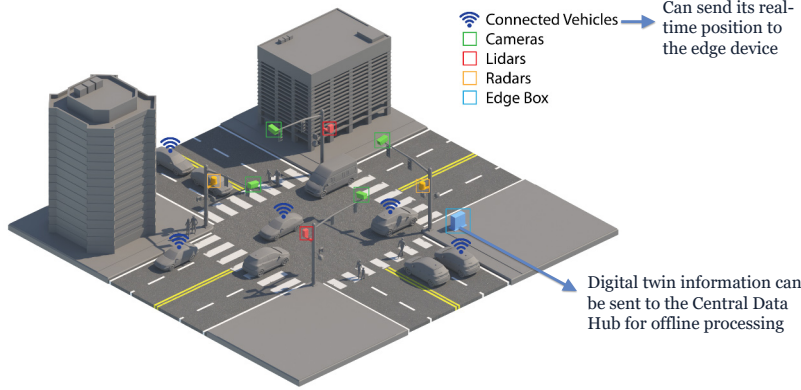 Connected Vehicles
Cameras
Lidars
Radars
Edge Box
Can send its real-
time position to
the edge device
Digital twin information can
be sent to the Central Data
Hub for offline processing